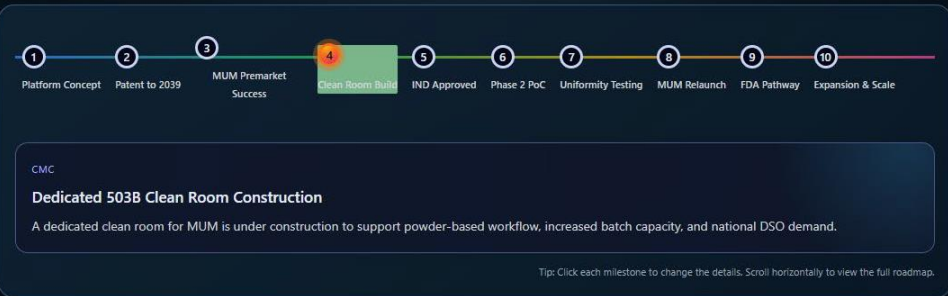 1 2 3 4 5 6 7 8 9 10
Platform Concept Patent to 2039 MUM Premarket Success Clean Room Build IND Approved Phase 2 PoC Uniformity Testing MUM Relaunch FDA Pathway Expansion & Scale
CMC
Dedicated 503B Clean Room Construction
A dedicated clean room for MUM is under construction to support powder-based workflow, increased batch capacity, and national DSO demand.
Tip: Click each milestone to change the details. Scroll horizontally to view the full roadmap.